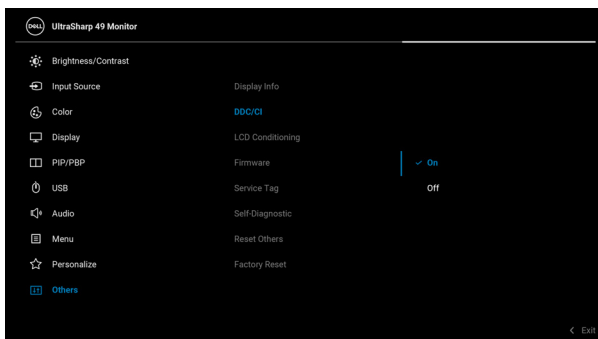 DELL UltraSharp 49 Monitor
Brightness/Contrast
Input Source
Color
Display
PIP/PBP
USB
Audio
Menu
Personalize
Others
Display Info
DDC/CI
LCD Conditioning
Firmware
Service Tag
Self-Diagnostic
Reset Others
Factory Reset
On
Off
Exit